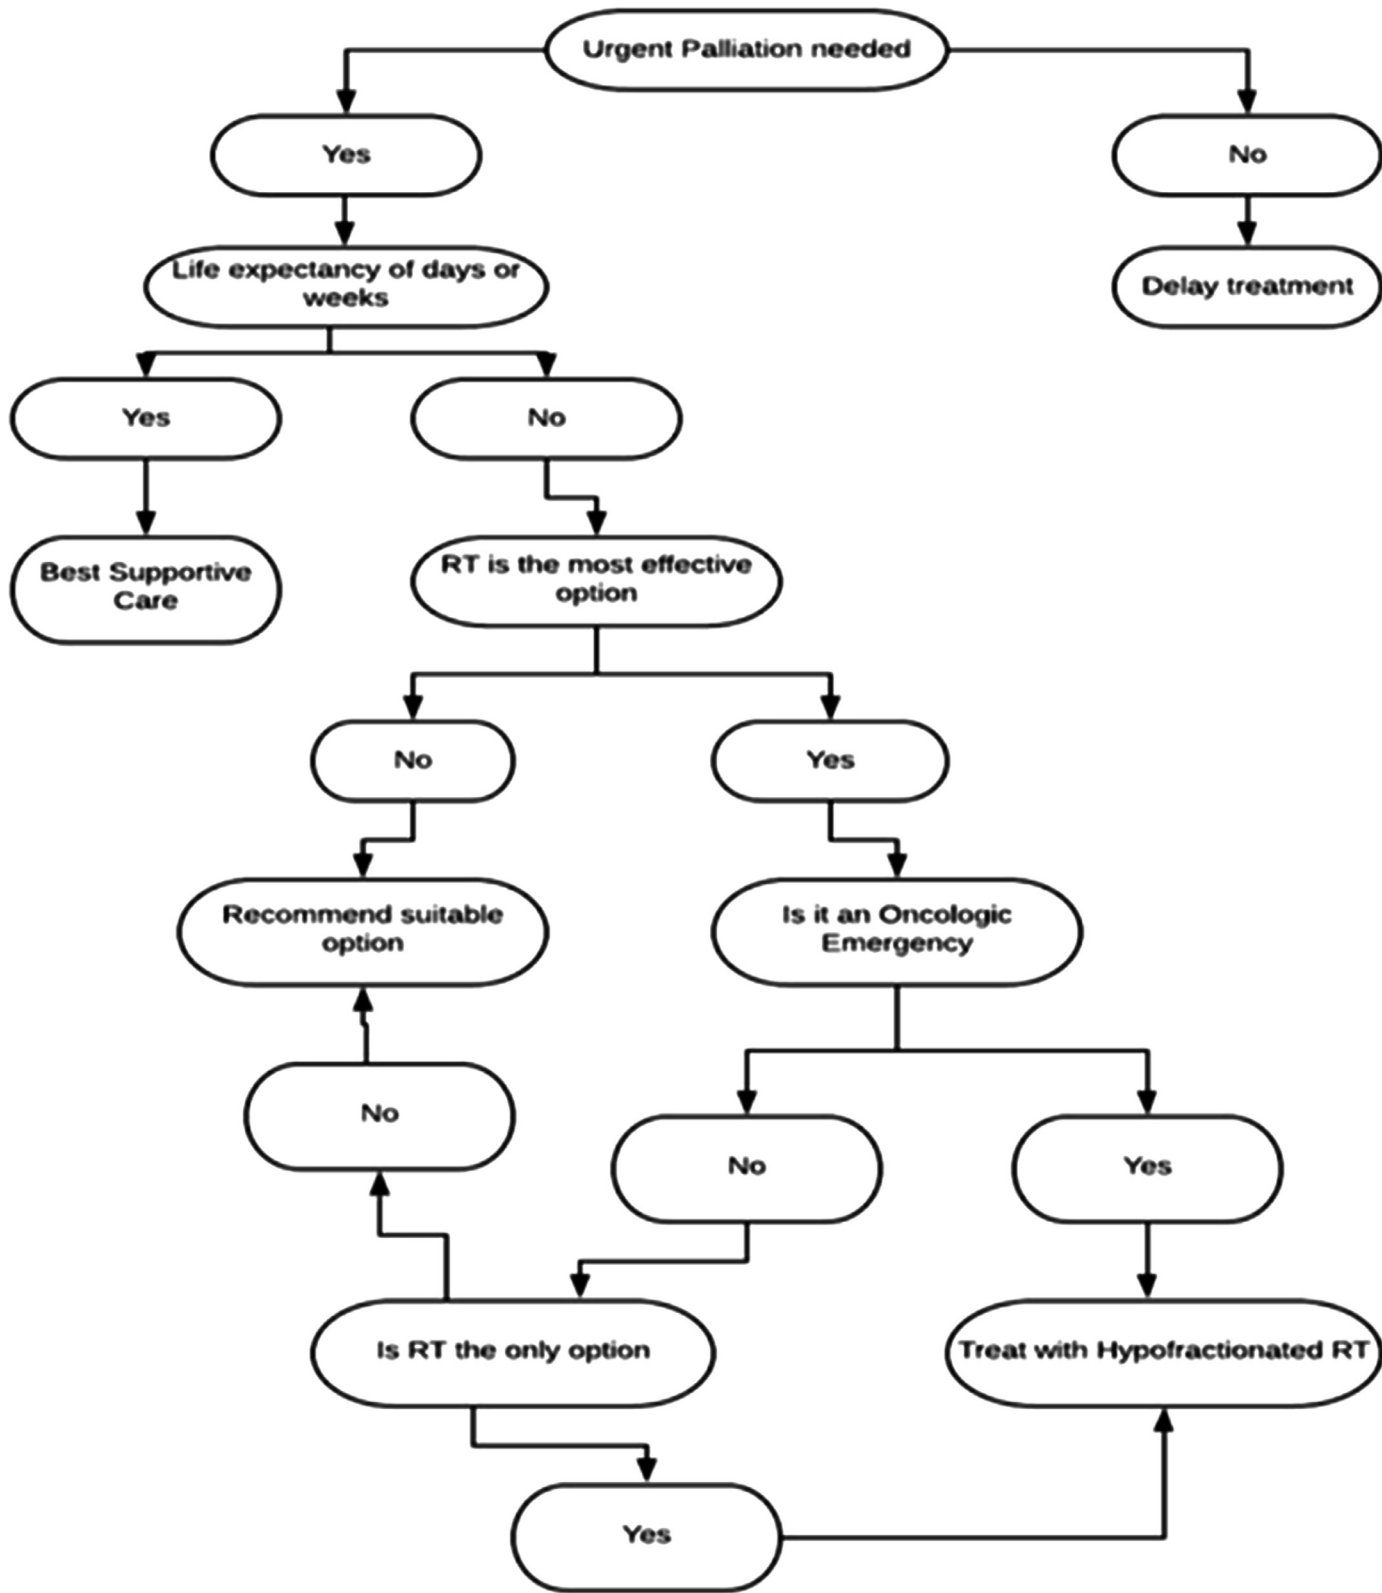 Urgent Palliation needed
Yes
No
Life expectancy of days or
weeks
Delay treatment
Yes
No
Best Supportive
Care
RT is the most effective
option
No
Yes
Recommend suitable
option
Is it an Oncologic
Emergency
No
No
Yes
Is RT the only option
Treat with Hypofractionated RT
Yes